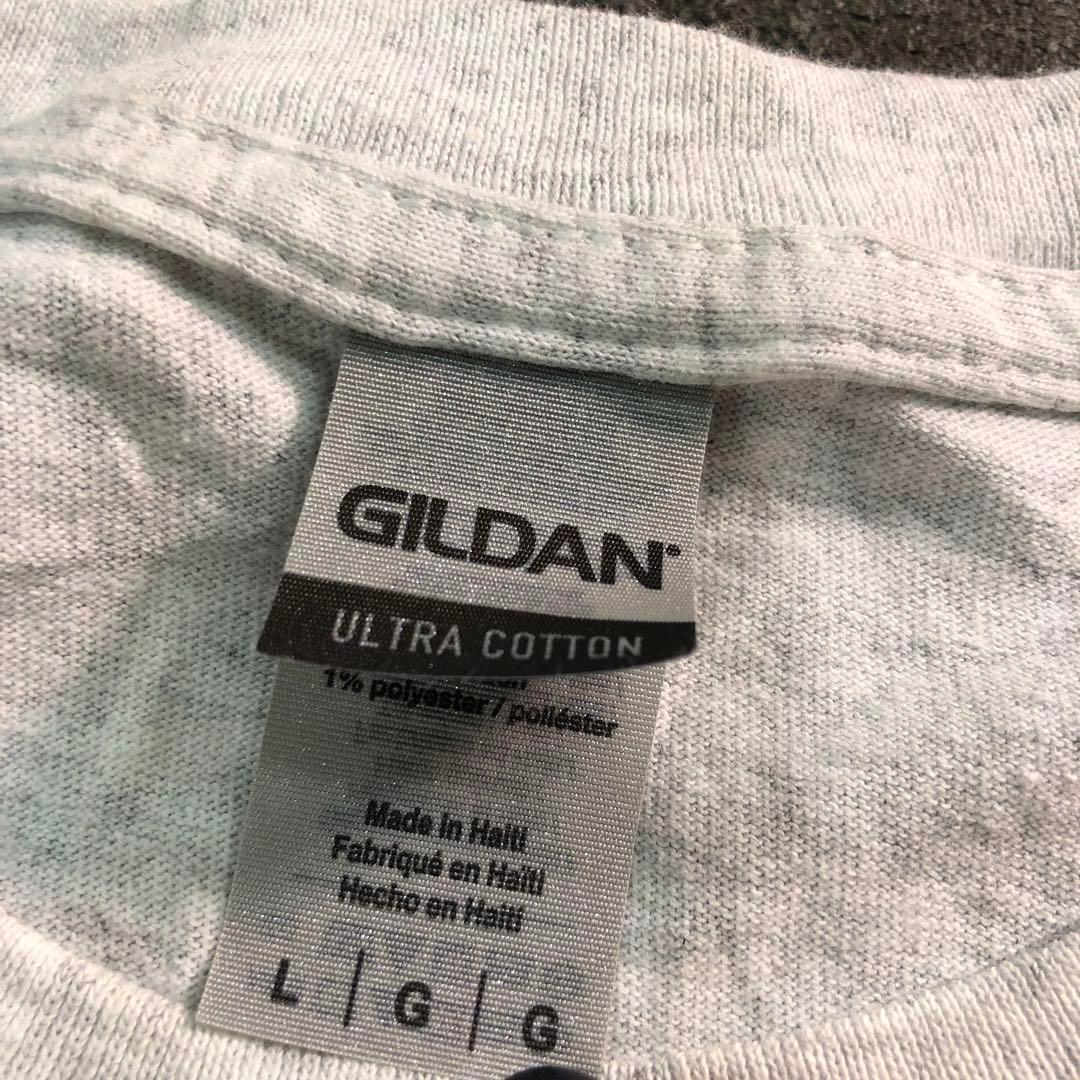 GILDAN
ULTRA COTTON
1% polyester / poliéster
Made in Haiti
Fabriqué en Haïti
Hecho en Haití
L | G | G